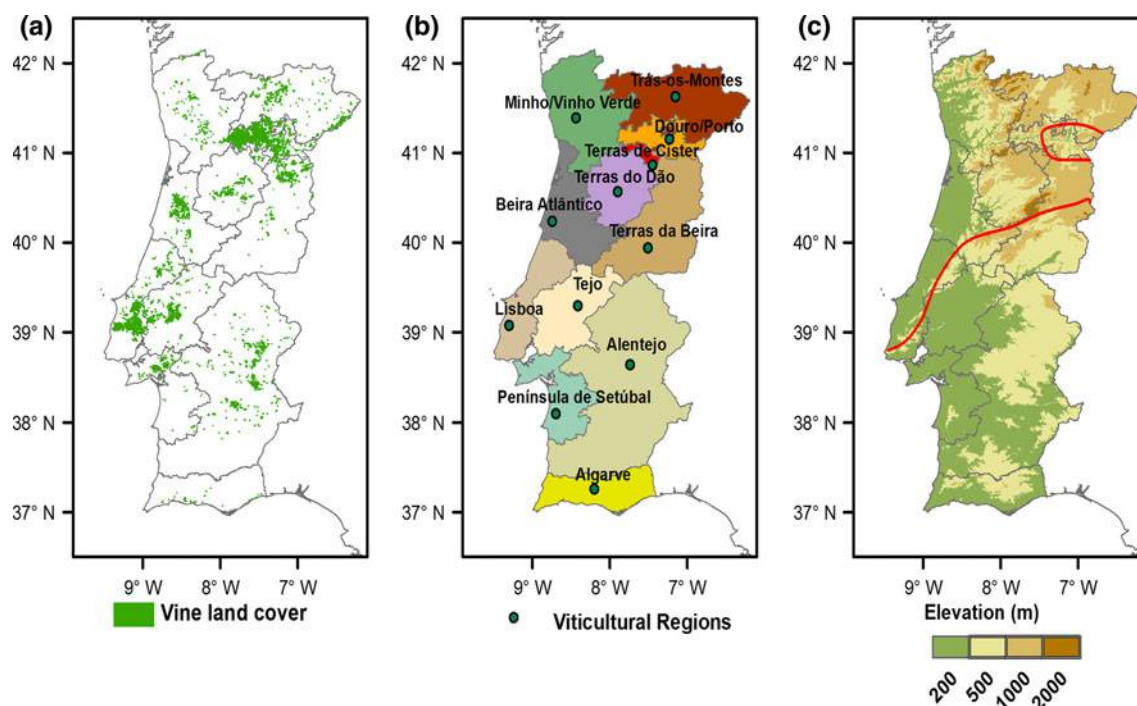 (a)
42° N
41° N
40° N
39° N
38° N
37° N
9° W 8° W 7° W
Vine land cover
(b)
42° N
41° N
40° N
39° N
38° N
37° N
Trás-os-Montes
Minho/Vinho Verde
Douro/Porto
Terras de Cister
Terras do Dão
Beira Atlântico
Terras da Beira
Tejo
Lisboa
Alentejo
Península de Setúbal
Algarve
9° W 8° W 7° W
Viticultural Regions
(c)
42° N
41° N
40° N
39° N
38° N
37° N
9° W 8° W 7° W
Elevation (m)
200 500 1000 2000